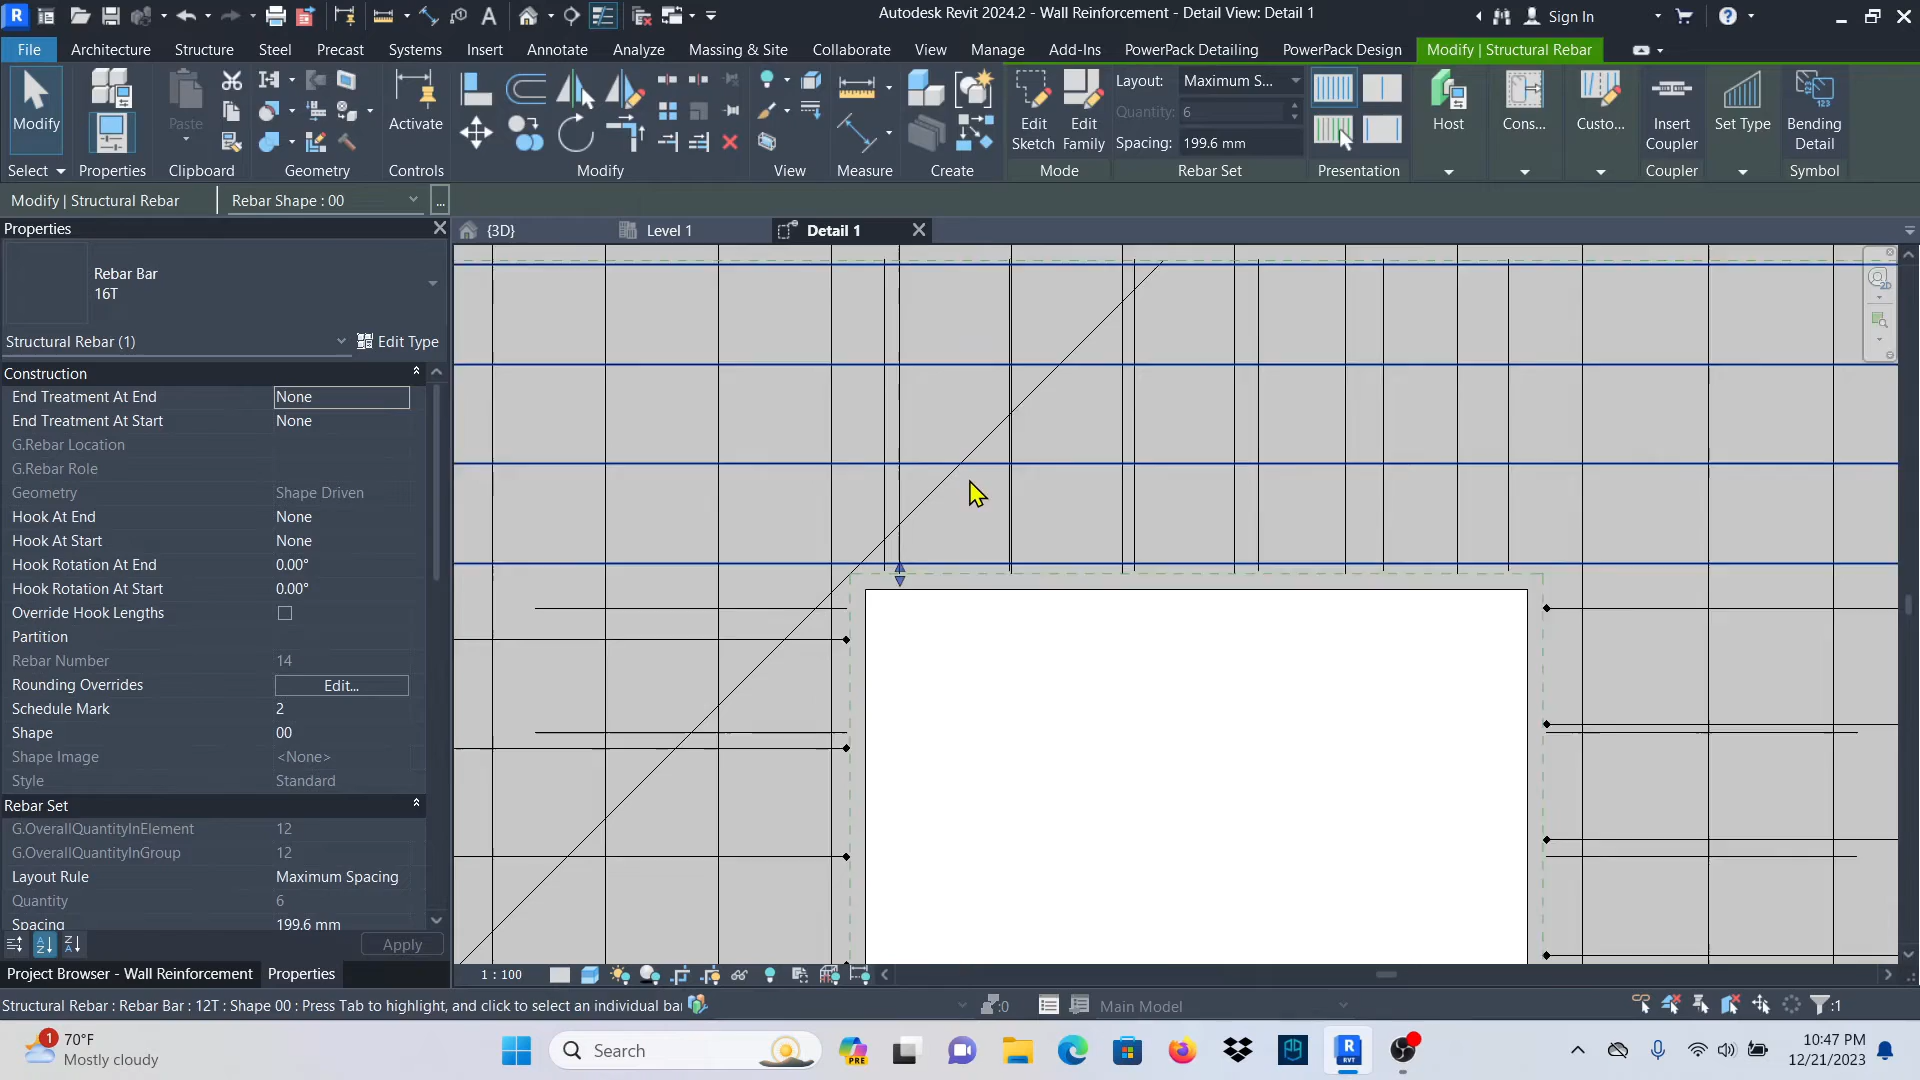 Autodesk Revit 2024.2 - Wall Reinforcement - Detail View: Detail 1
Sign In
File Architecture Structure Steel Precast Systems Insert Annotate Analyze Massing & Site Collaborate View Manage Add-Ins PowerPack Detailing PowerPack Design Modify | Structural Rebar
Modify
Properties
Paste
Activate
Edit Sketch
Edit Family
Layout: Maximum S...
Quantity: 6
Spacing: 199.6 mm
Host
Cons...
Custo...
Insert Coupler
Set Type
Bending Detail
Select Properties Clipboard Geometry Controls Modify View Measure Create Mode Rebar Set Presentation Coupler Symbol
Modify | Structural Rebar
Rebar Shape : 00
...
Properties
{3D}
Level 1
Detail 1
Rebar Bar
16T
Structural Rebar (1)
Edit Type
Construction
End Treatment At End None
End Treatment At Start None
G.Rebar Location
G.Rebar Role
Geometry Shape Driven
Hook At End None
Hook At Start None
Hook Rotation At End 0.00°
Hook Rotation At Start 0.00°
Override Hook Lengths
Partition
Rebar Number 14
Rounding Overrides Edit...
Schedule Mark 2
Shape 00
Shape Image <None>
Style Standard
Rebar Set
G.OverallQuantityInElement 12
G.OverallQuantityInGroup 12
Layout Rule Maximum Spacing
Quantity 6
Spacing 199.6 mm
Apply
Project Browser - Wall Reinforcement
Properties
1 : 100
Structural Rebar : Rebar Bar : 12T : Shape 00 : Press Tab to highlight, and click to select an individual ba
:0
Main Model
:1
1
70°F
Mostly cloudy
Search
PRE
10:47 PM
12/21/2023